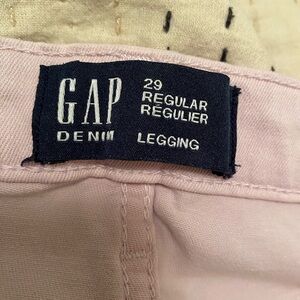 GAP
DENIM
29
REGULAR
RÉGULIER
LEGGING